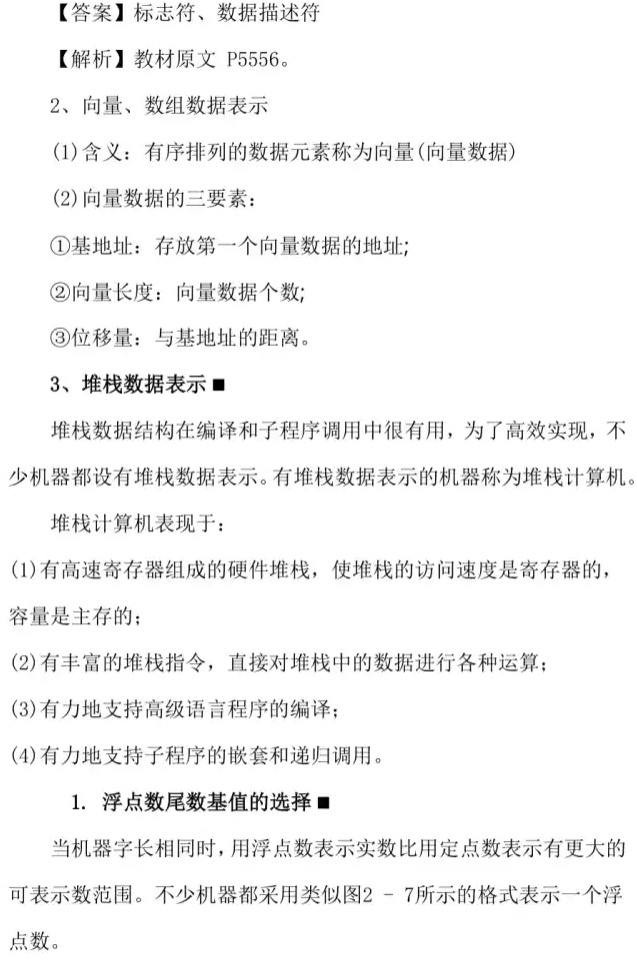 【答案】标志符、数据描述符
【解析】教材原文 P5556。
2、向量、数组数据表示
(1)含义：有序排列的数据元素称为向量(向量数据)
(2)向量数据的三要素：
①基地址：存放第一个向量数据的地址;
②向量长度：向量数据个数;
③位移量：与基地址的距离。
3、堆栈数据表示■
堆栈数据结构在编译和子程序调用中很有用，为了高效实现，不
少机器都设有堆栈数据表示。有堆栈数据表示的机器称为堆栈计算机。
堆栈计算机表现于：
(1)有高速寄存器组成的硬件堆栈，使堆栈的访问速度是寄存器的，
容量是主存的；
(2)有丰富的堆栈指令，直接对堆栈中的数据进行各种运算；
(3)有力地支持高级语言程序的编译；
(4)有力地支持子程序的嵌套和递归调用。
1. 浮点数尾数基值的选择■
当机器字长相同时，用浮点数表示实数比用定点数表示有更大的
可表示数范围。不少机器都采用类似图2 - 7所示的格式表示一个浮
点数。